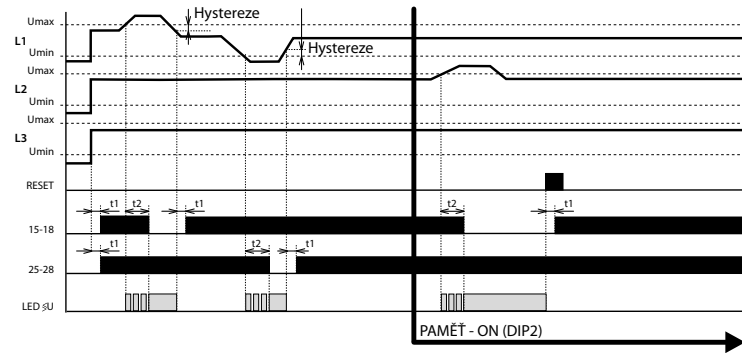 Umax
Hystereze
L1
Umin
Hystereze
Umax
L2
Umin
Umax
L3
Umin
RESET
t1
t2
t1
t2
t1
15-18
t1
t2
t1
25-28
LED
PAMĚŤ - ON (DIP2)